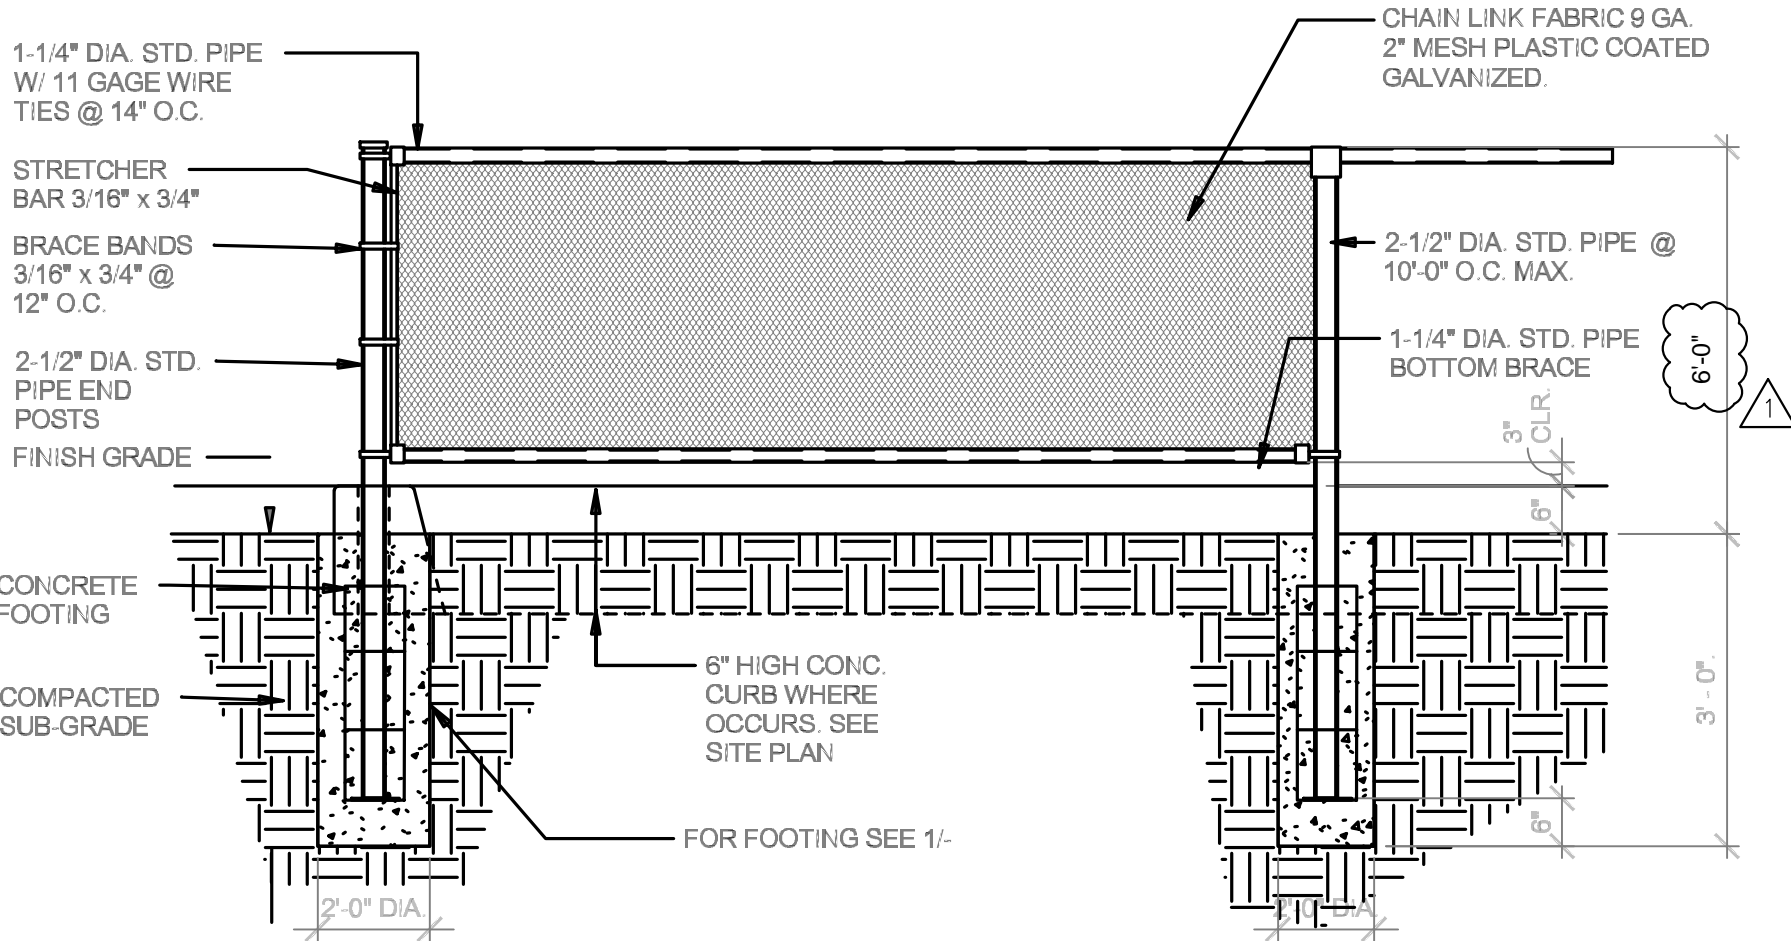 1-1/4" DIA. STD. PIPE
W/ 11 GAGE WIRE
TIES @ 14" O.C.
STRETCHER
BAR 3/16" x 3/4"
BRACE BANDS
3/16" x 3/4" @
12" O.C.
2-1/2" DIA. STD.
PIPE END
POSTS
FINISH GRADE
CONCRETE
FOOTING
COMPACTED
SUB-GRADE
CHAIN LINK FABRIC 9 GA.
2" MESH PLASTIC COATED
GALVANIZED.
2-1/2" DIA. STD. PIPE @
10'-0" O.C. MAX.
1-1/4" DIA. STD. PIPE
BOTTOM BRACE
6'-0"
1
3"
CLR.
6"
3' - 0".
6"
6" HIGH CONC.
CURB WHERE
OCCURS. SEE
SITE PLAN
FOR FOOTING SEE 1/-
2'-0" DIA.
2'-0" DIA.